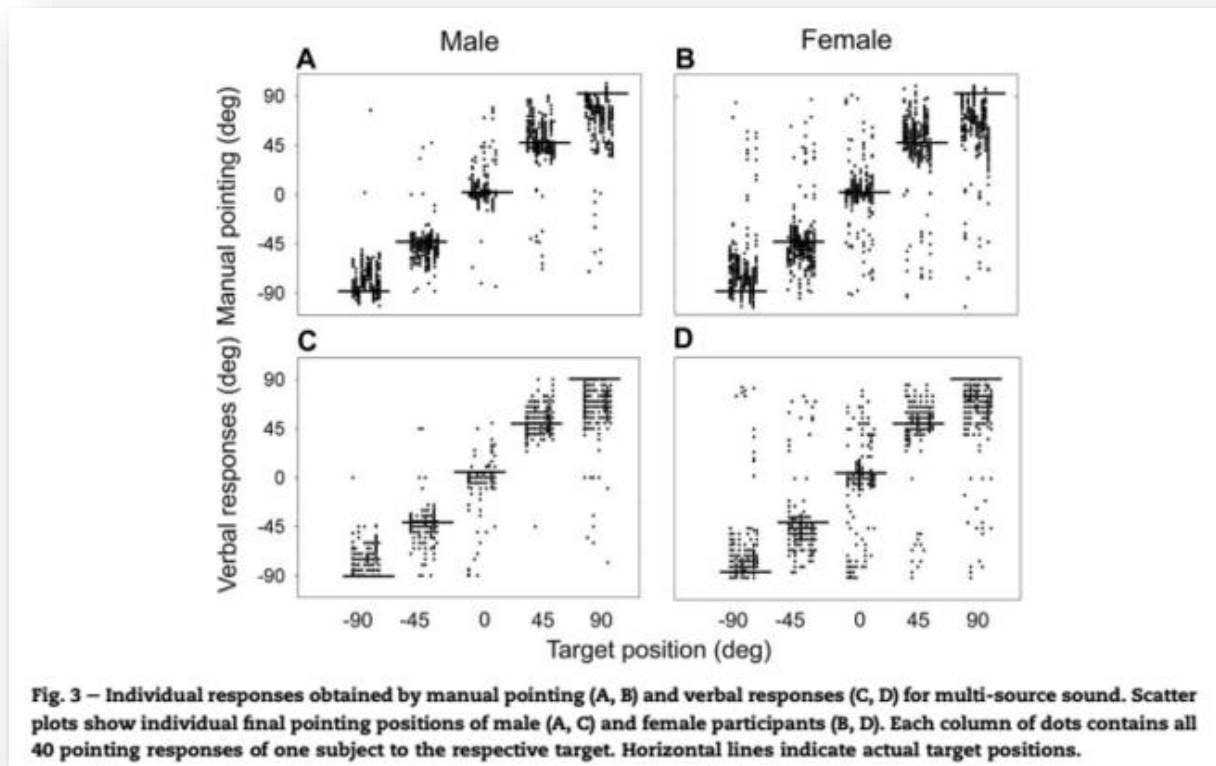 Male
Female
A
B
90
45
0
-45
-90
Manual pointing (deg)
C
D
90
45
0
-45
-90
Verbal responses (deg)
-90 -45 0 45 90
-90 -45 0 45 90
Target position (deg)
Fig. 3 – Individual responses obtained by manual pointing (A, B) and verbal responses (C, D) for multi-source sound. Scatter
plots show individual final pointing positions of male (A, C) and female participants (B, D). Each column of dots contains all
40 pointing responses of one subject to the respective target. Horizontal lines indicate actual target positions.